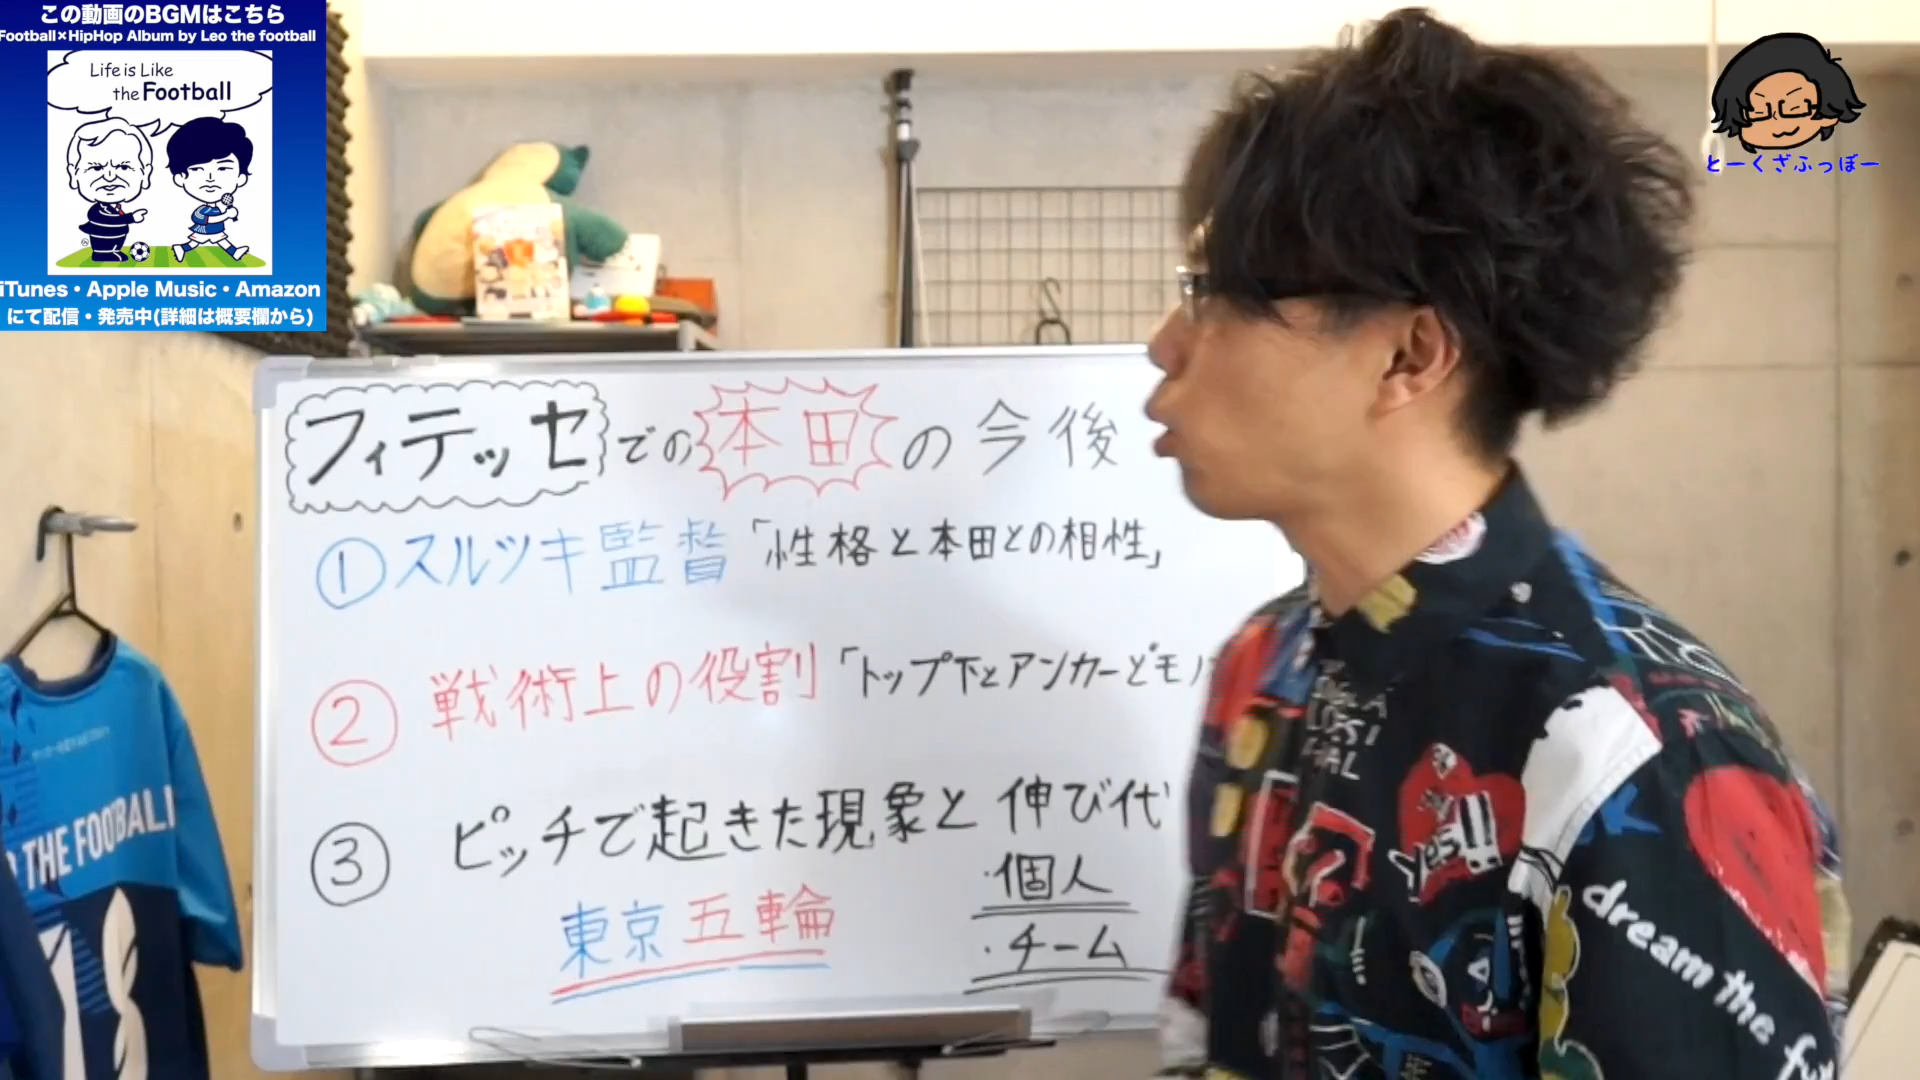 この動画のBGMはこちら
Football×HipHop Album by Leo the football
Life is Like
the Football
iTunes・Apple Music・Amazon
にて配信・発売中(詳細は概要欄から)
とーくざふっぼー
フィテッセでの本田の今後
①スルツキ監督「性格と本田との相性」
②戦術上の役割「トップ下とアンカーどモノ
③ピッチで起きた現象と伸び代
・個人
・チーム
東京五輪
THE FOOTBALL
13
yes!!
dream the fu